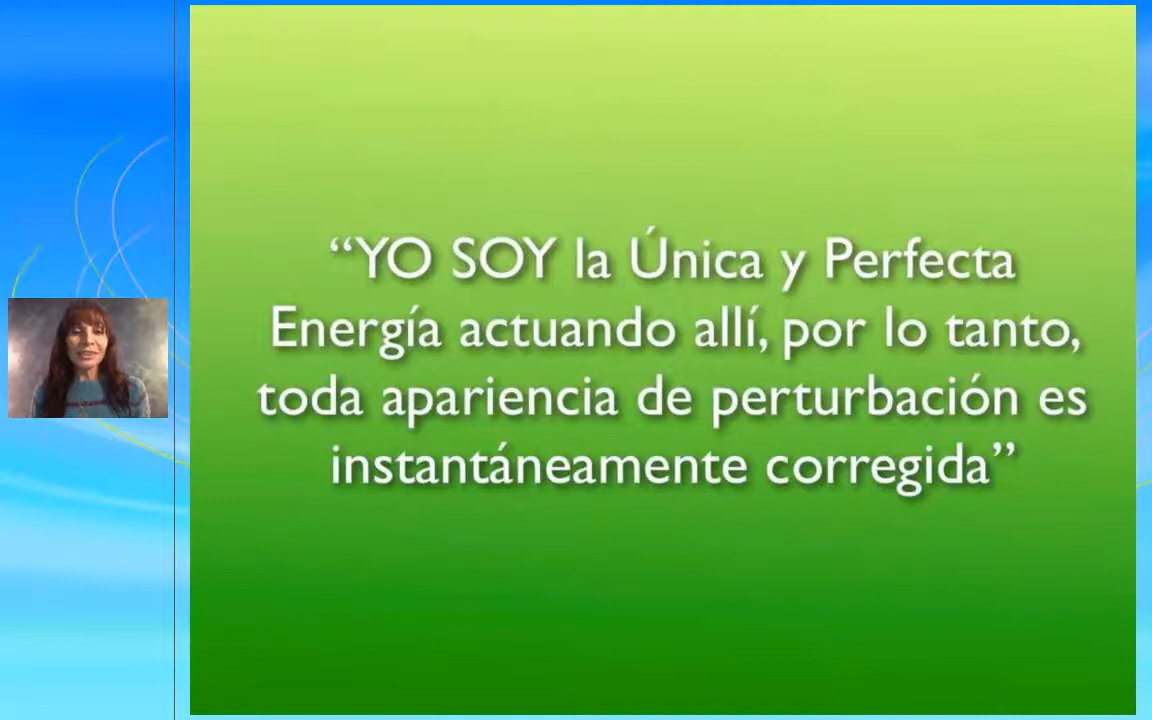 “YO SOY la Única y Perfecta
Energía actuando allí, por lo tanto,
toda apariencia de perturbación es
instantáneamente corregida”